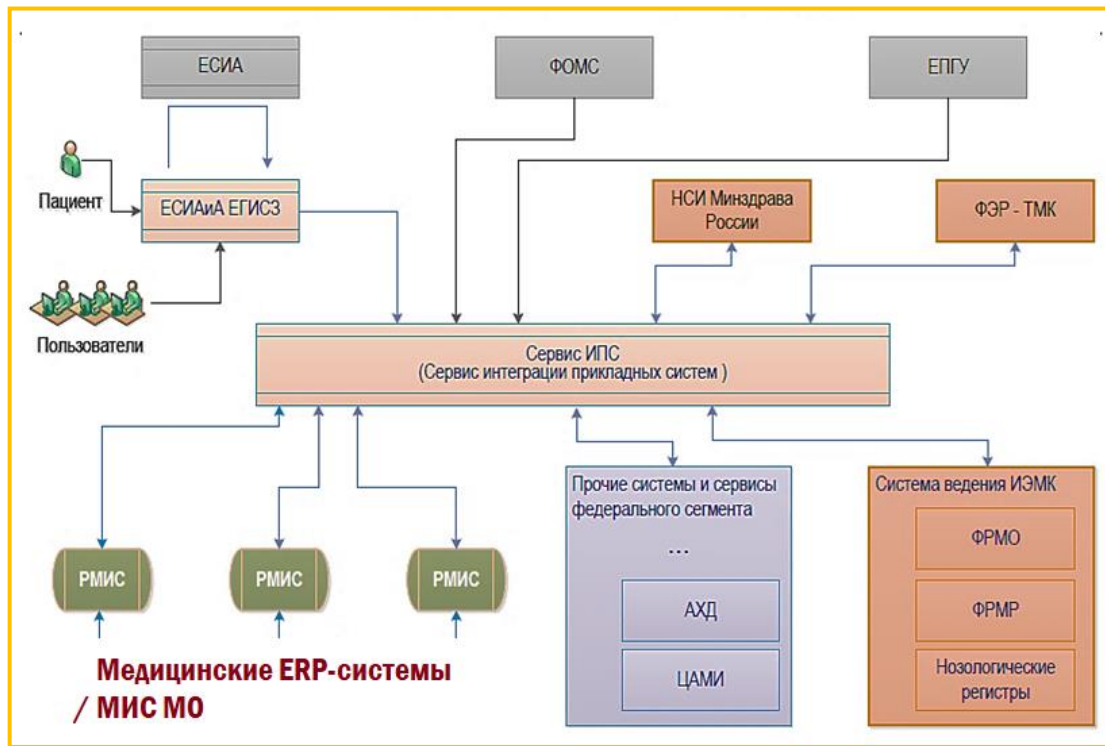 ЕСИА
ФОМС
ЕПГУ
Пациент
ЕСИАиА ЕГИСЗ
НСИ Минздрава
России
ФЭР - ТМК
Пользователи
Сервис ИПС
(Сервис интеграции прикладных систем )
Прочие системы и сервисы
федерального сегмента
...
АХД
ЦАМИ
Система ведения ИЭМК
ФРМО
ФРМР
Нозологические
регистры
РМИС
РМИС
РМИС
Медицинские ERP-системы
/ МИС МО